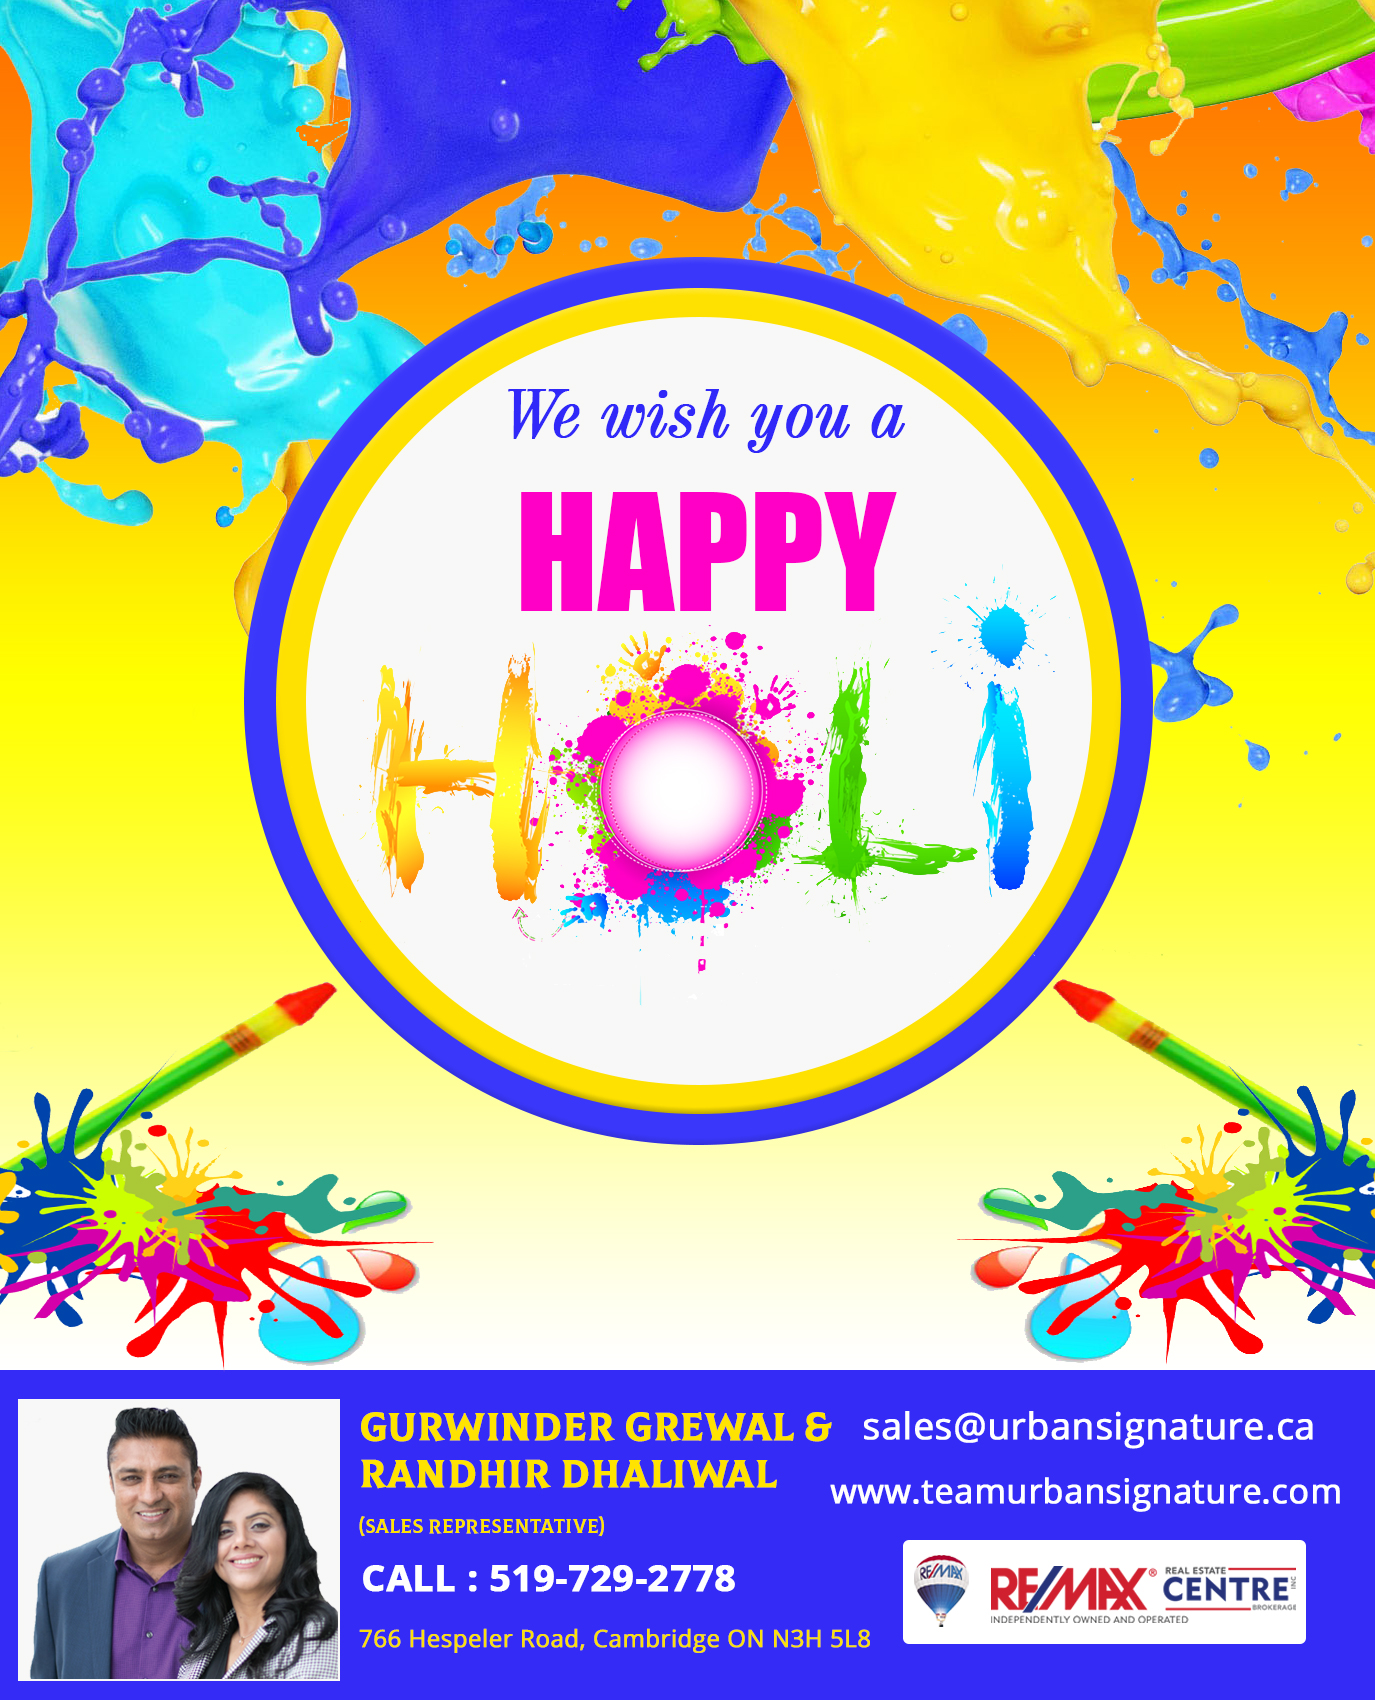 We wish you a
HAPPY
HOLi
GURWINDER GREWAL &
RANDHIR DHALIWAL
(SALES REPRESENTATIVE)
CALL : 519-729-2778
766 Hespeler Road, Cambridge ON N3H 5L8
sales@urbansignature.ca
www.teamurbansignature.com
RE/MAX
RE/MAX® REAL ESTATE CENTRE INC
BROKERAGE
INDEPENDENTLY OWNED AND OPERATED